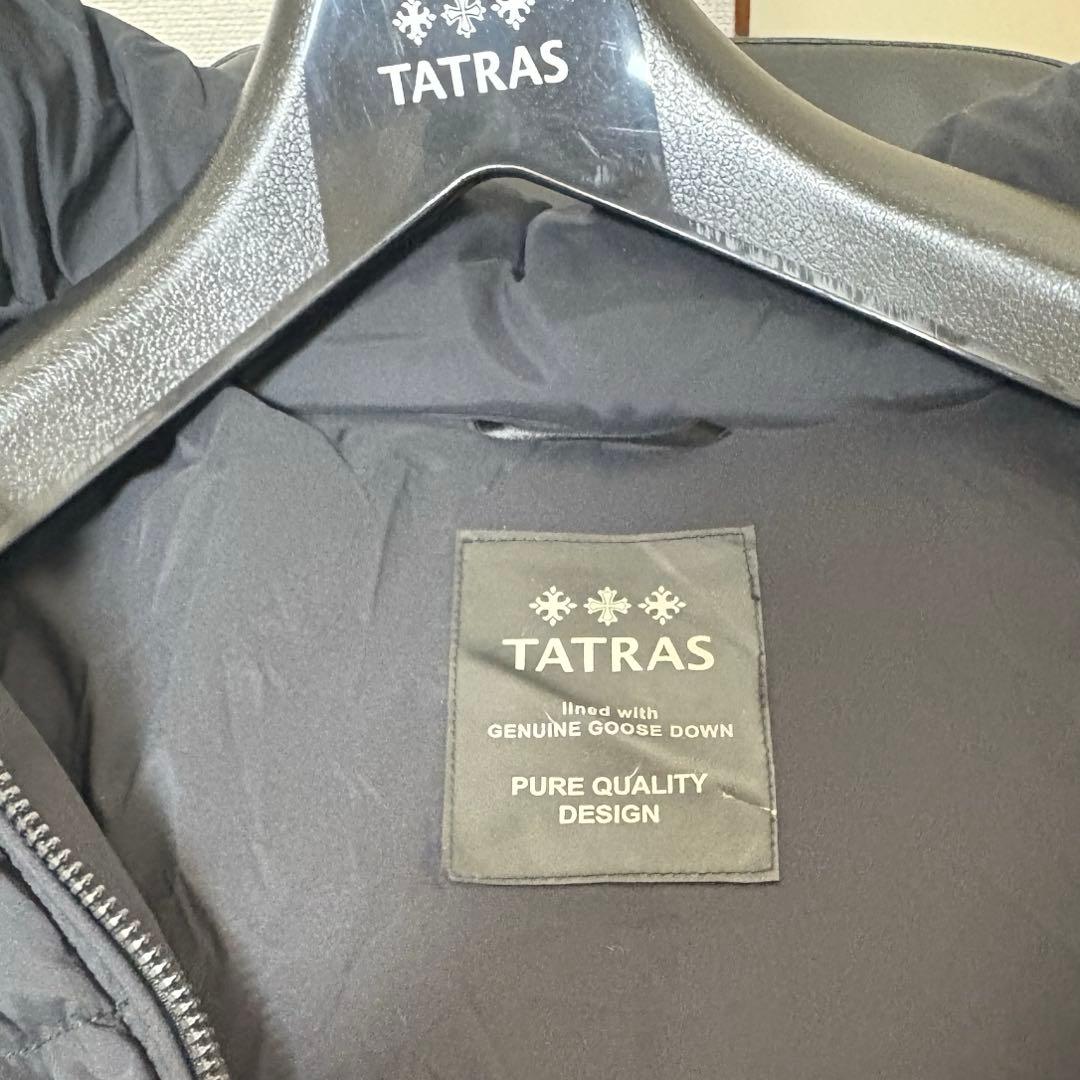 TATRAS
TATRAS
lined with
GENUINE GOOSE DOWN
PURE QUALITY
DESIGN